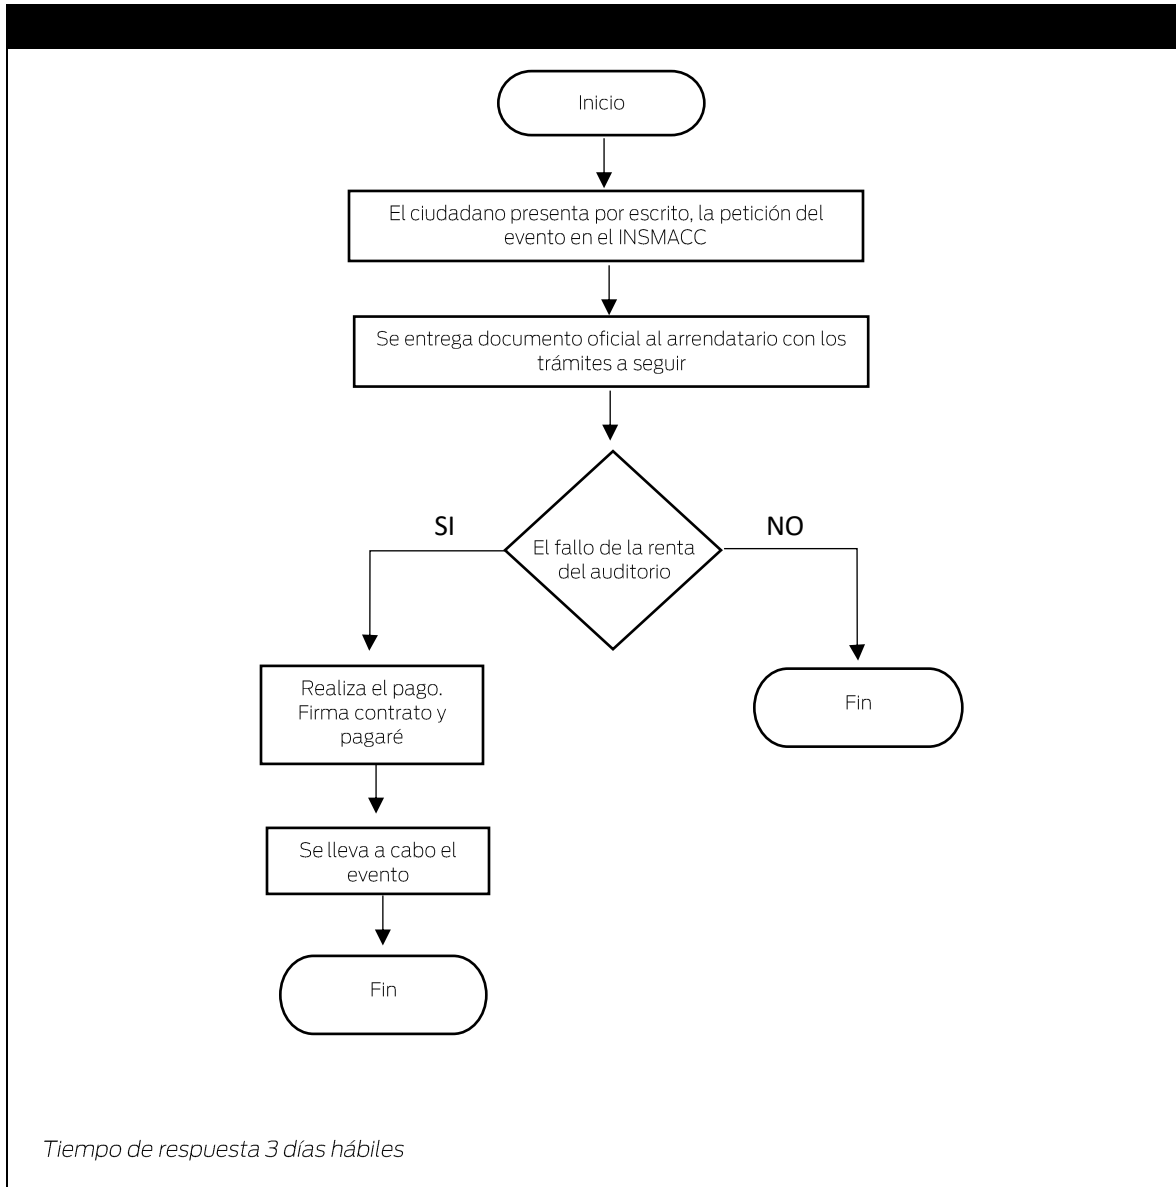 Inicio
El ciudadano presenta por escrito, la petición del
evento en el INSMACC
Se entrega documento oficial al arrendatario con los
trámites a seguir
SI
NO
El fallo de la renta
del auditorio
Realiza el pago.
Firma contrato y
pagaré
Fin
Se lleva a cabo el
evento
Fin
Tiempo de respuesta 3 días hábiles